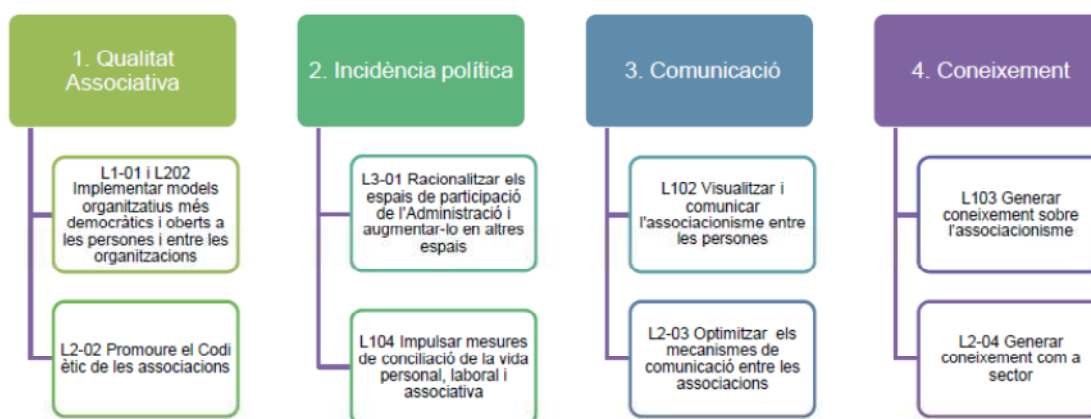 1. Qualitat
Associativa
L1-01 i L202
Implementar models
organitzatius més
democràtics i oberts a
les persones i entre les
organitzacions
L2-02 Promoure el Codi
ètic de les associacions
2. Incidència política
L3-01 Racionalitzar els
espais de participació
de l'Administració i
augmentar-lo en altres
espais
L104 Impulsar mesures
de conciliació de la vida
personal, laboral i
associativa
3. Comunicació
L102 Visualitzar i
comunicar
l'associacionisme entre
les persones
L2-03 Optimitzar els
mecanismes de
comunicació entre les
associacions
4. Coneixement
L103 Generar
coneixement sobre
l'associacionisme
L2-04 Generar
coneixement com a
sector